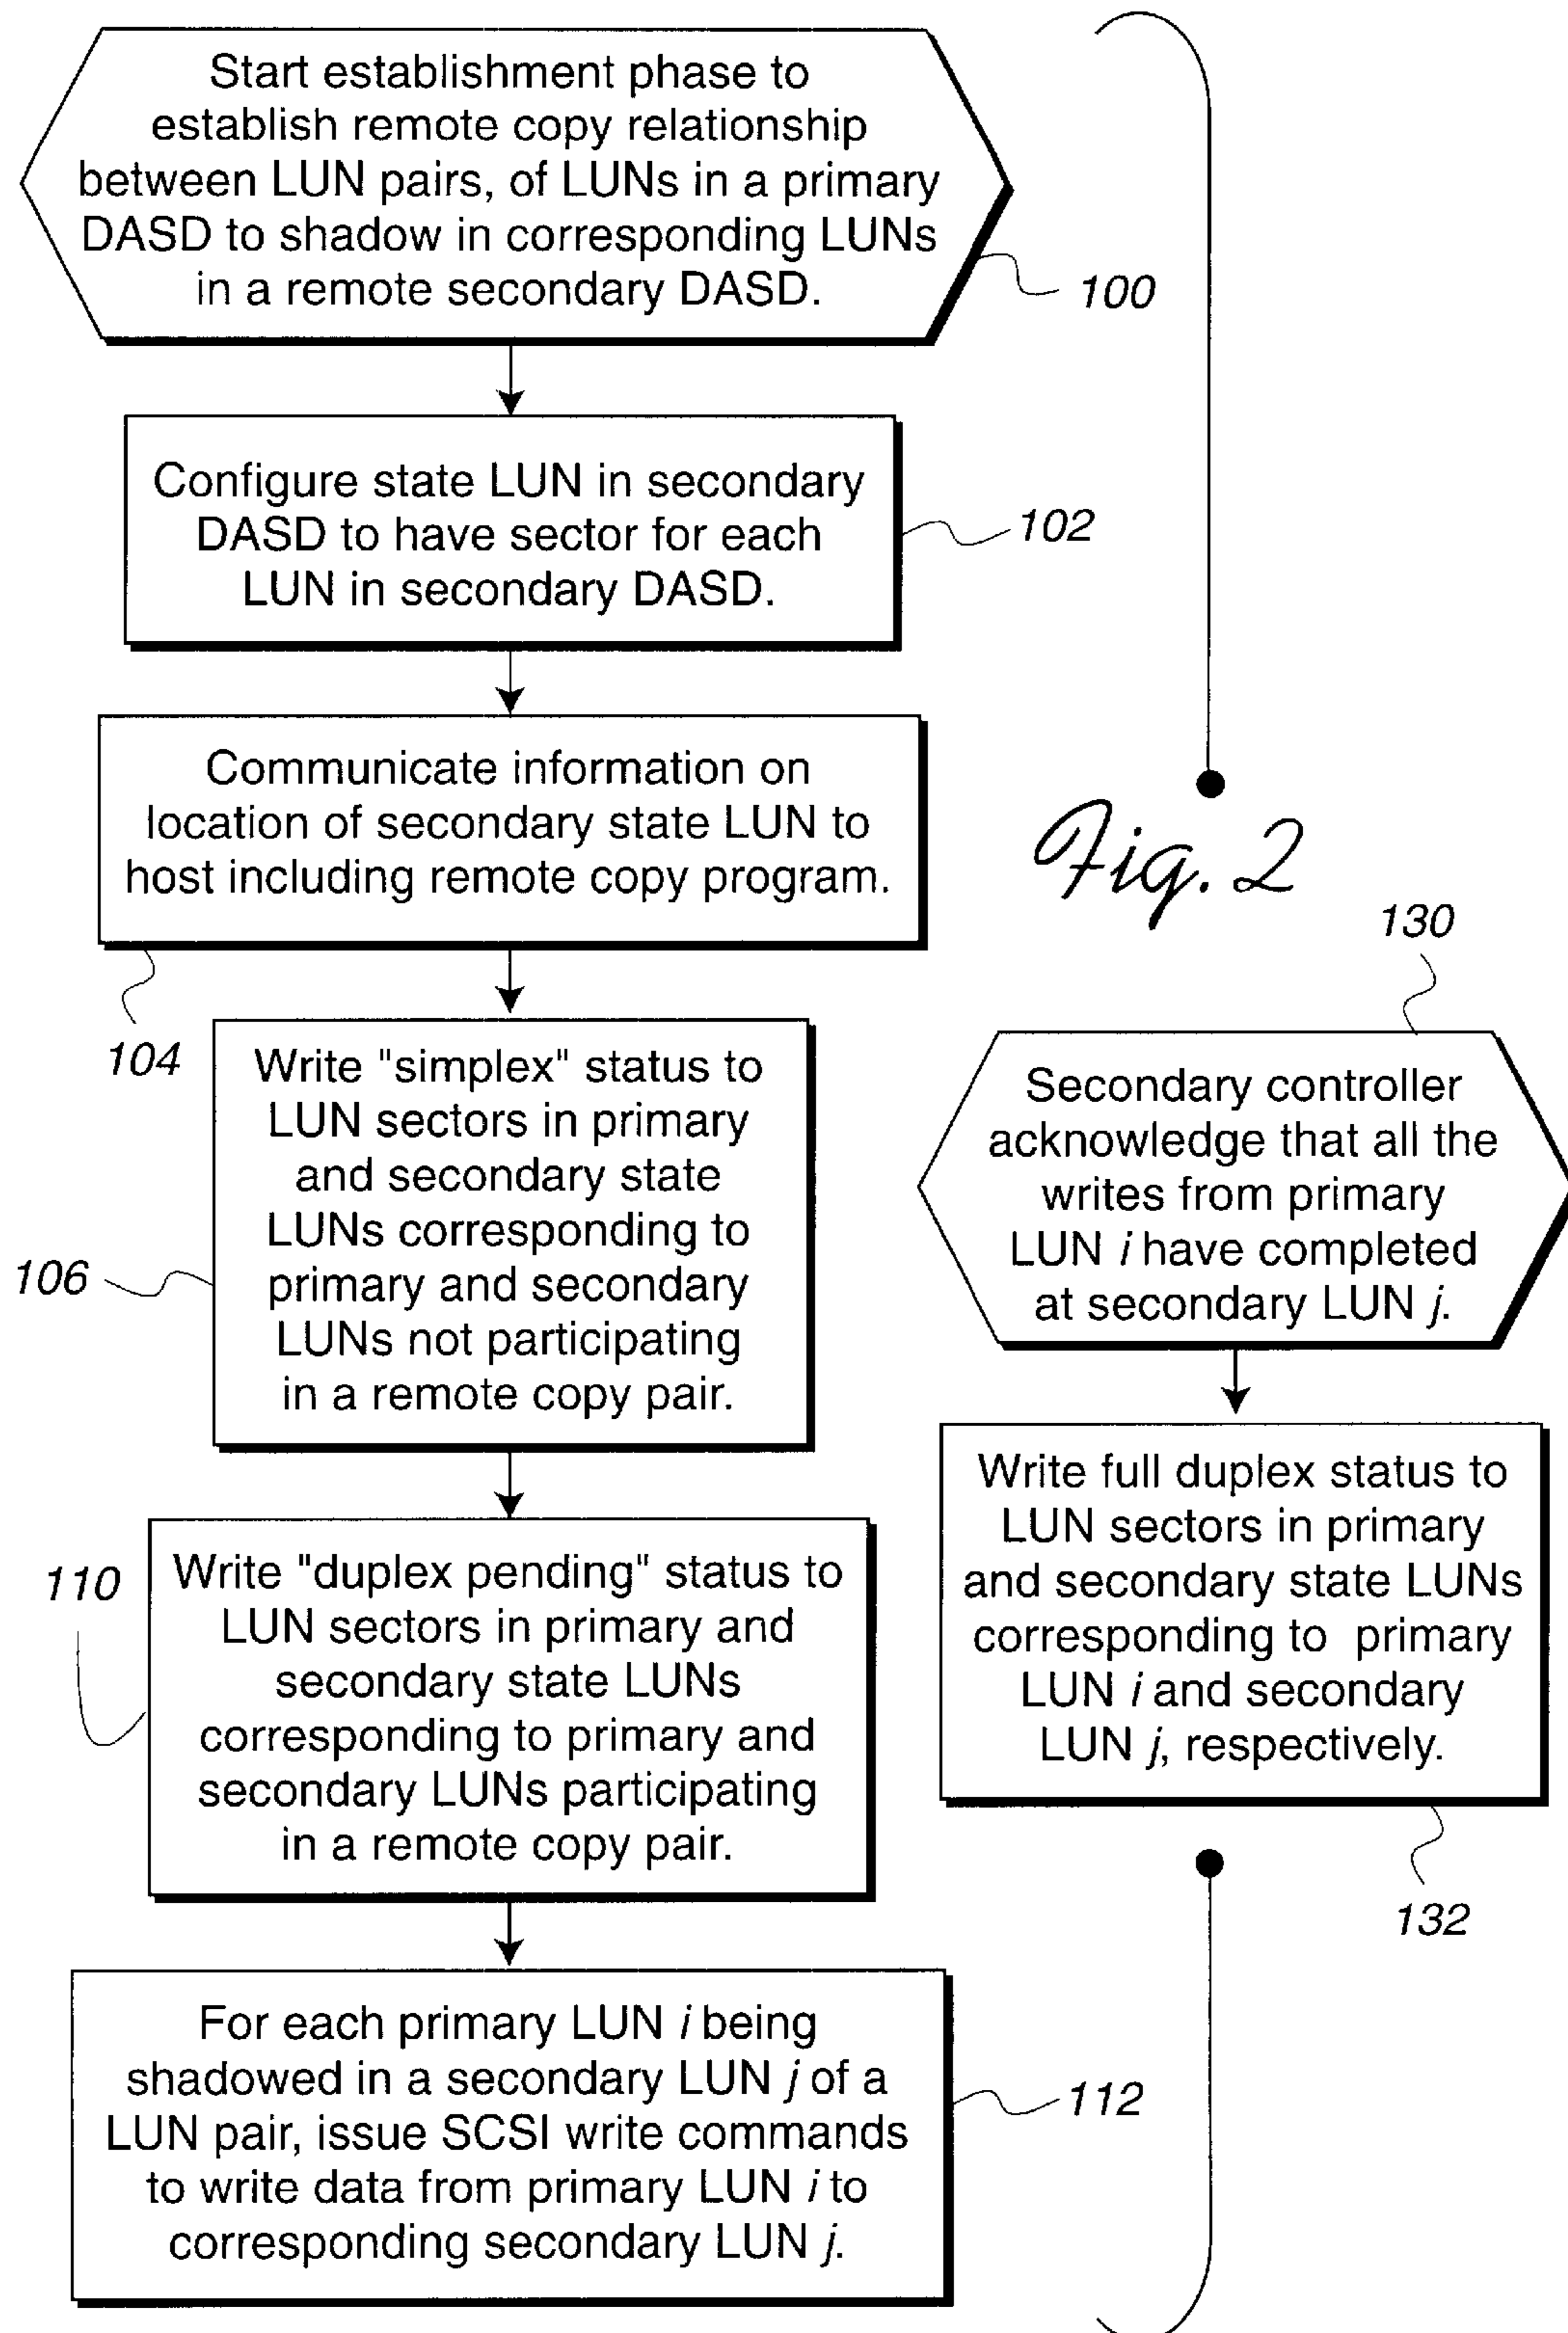 Start establishment phase to
establish remote copy relationship
between LUN pairs, of LUNs in a primary
DASD to shadow in corresponding LUNs
in a remote secondary DASD.
100
Configure state LUN in secondary
DASD to have sector for each
LUN in secondary DASD.
102
Communicate information on
location of secondary state LUN to
host including remote copy program.
104
Write "simplex" status to
LUN sectors in primary
and secondary state
LUNs corresponding to
primary and secondary
LUNs not participating
in a remote copy pair.
106
Write "duplex pending" status to
LUN sectors in primary and
secondary state LUNs
corresponding to primary and
secondary LUNs participating
in a remote copy pair.
110
For each primary LUN i being
shadowed in a secondary LUN j of a
LUN pair, issue SCSI write commands
to write data from primary LUN i to
corresponding secondary LUN j.
112
Fig. 2
130
Secondary controller
acknowledge that all the
writes from primary
LUN i have completed
at secondary LUN j.
Write full duplex status to
LUN sectors in primary
and secondary state LUNs
corresponding to primary
LUN i and secondary
LUN j, respectively.
132